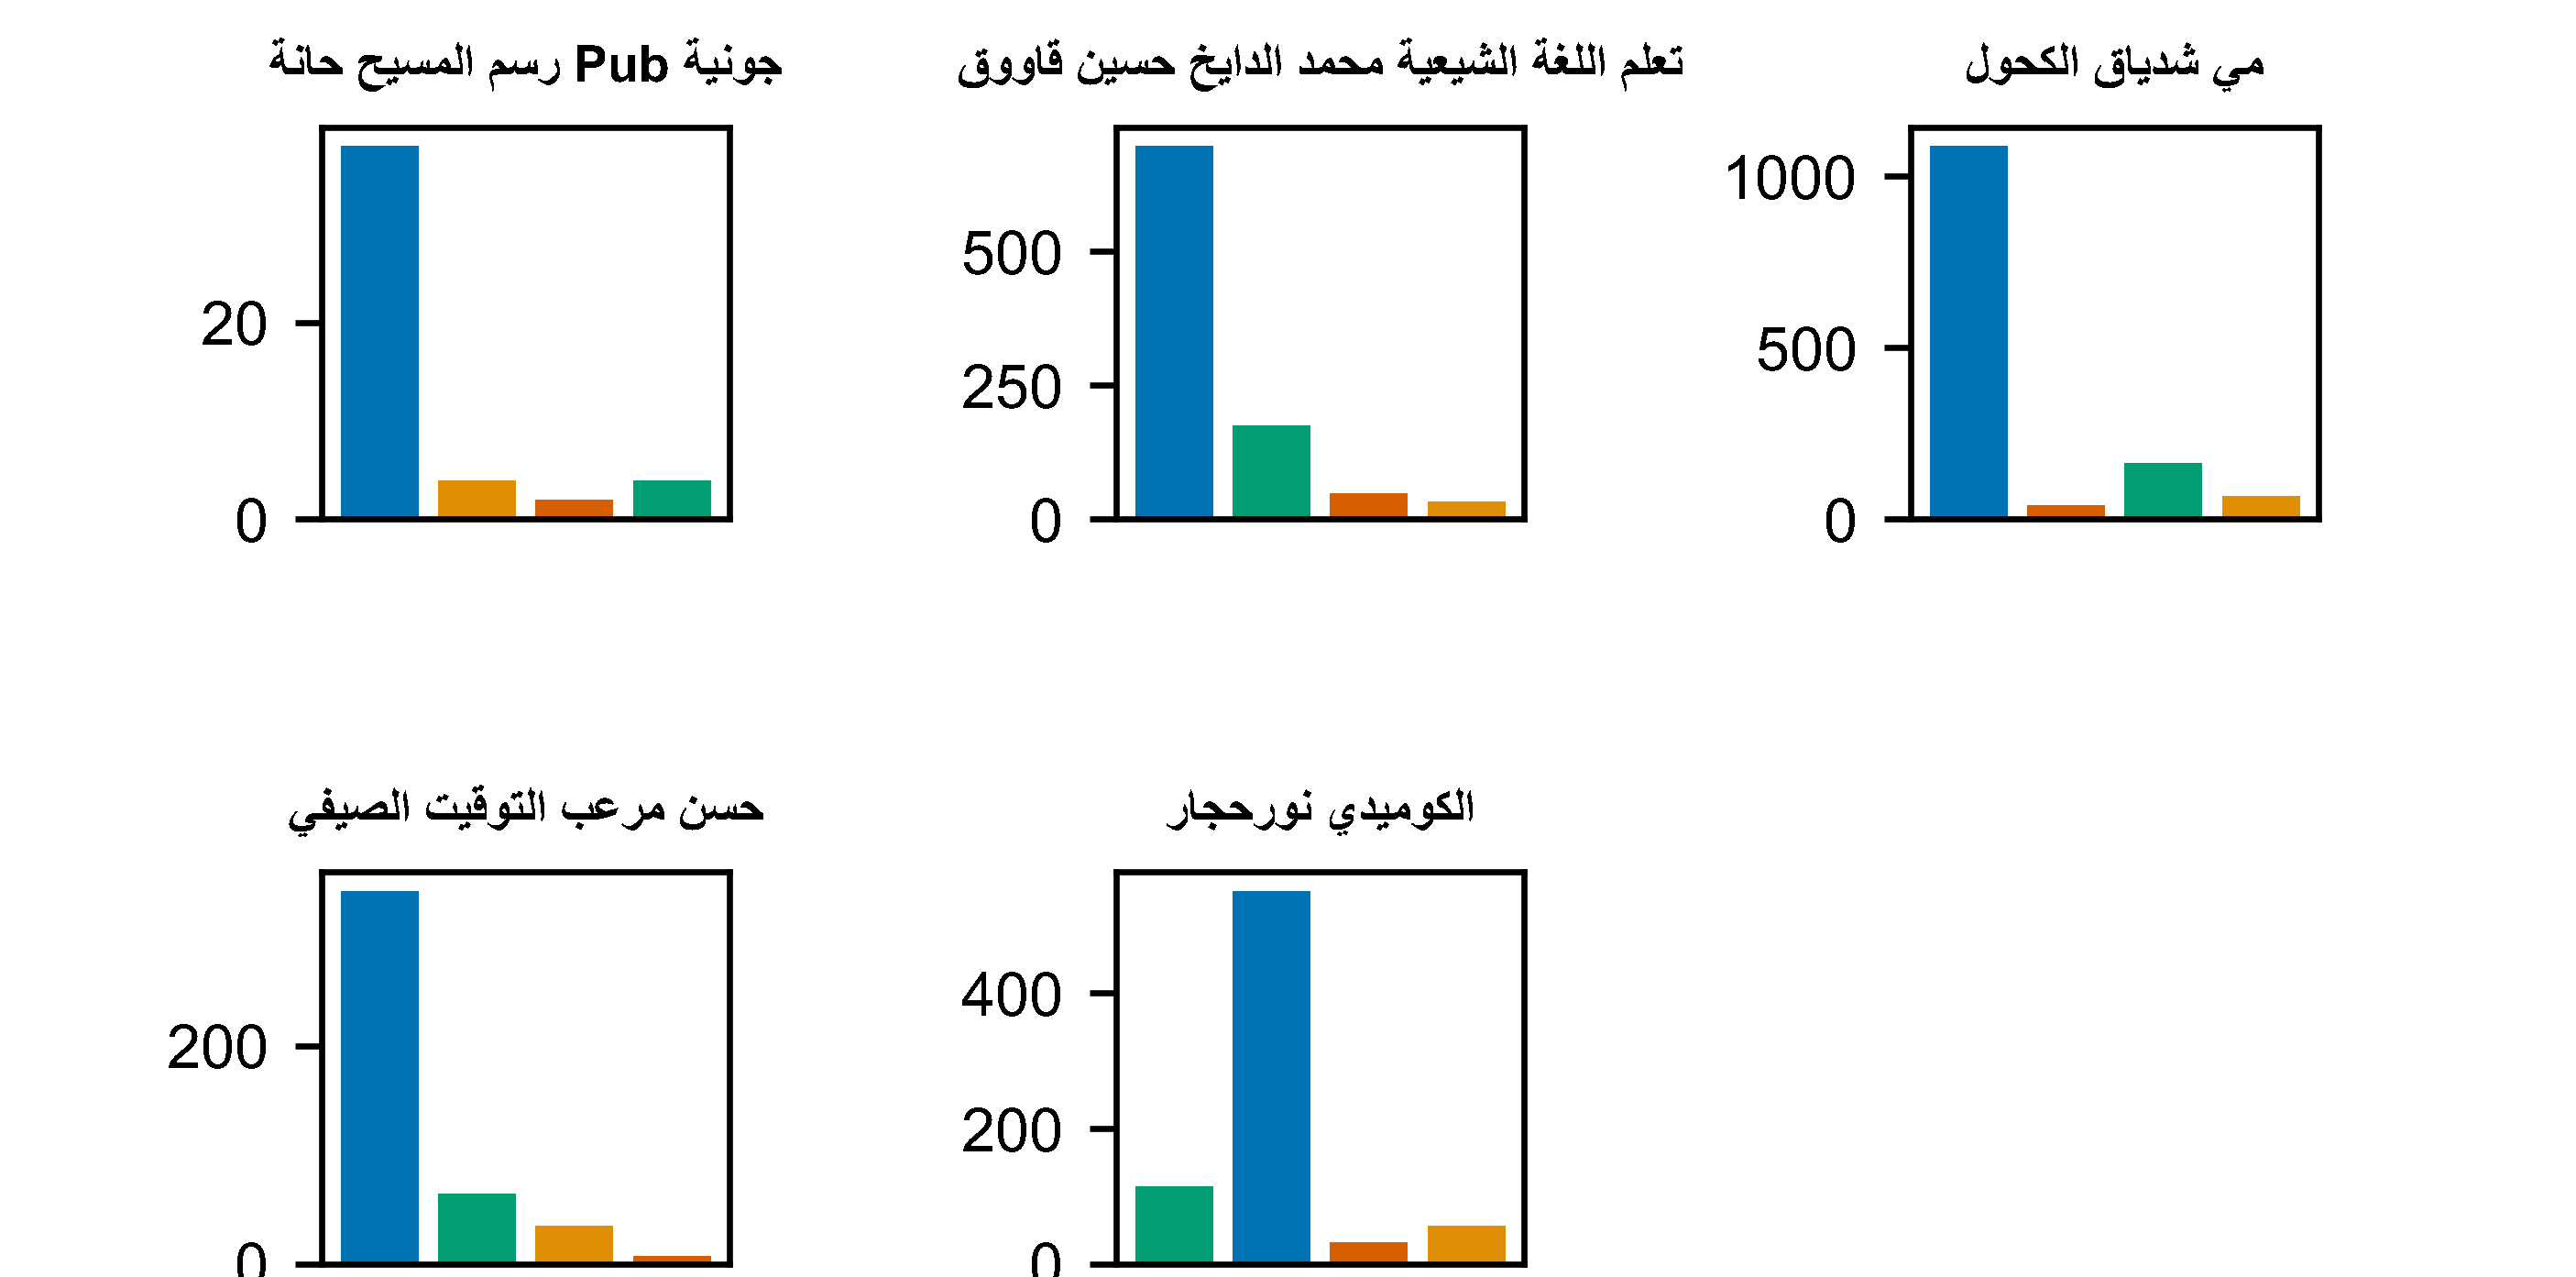 جونية Pub رسم المسيح حانة
20
0
تعلم اللغة الشيعية محمد الدايخ حسين قاووق
500
250
0
مي شدياق الكحول
1000
500
0
حسن مرعب التوقيت الصيفي
200
0
الكوميدي نورحجار
400
200
0